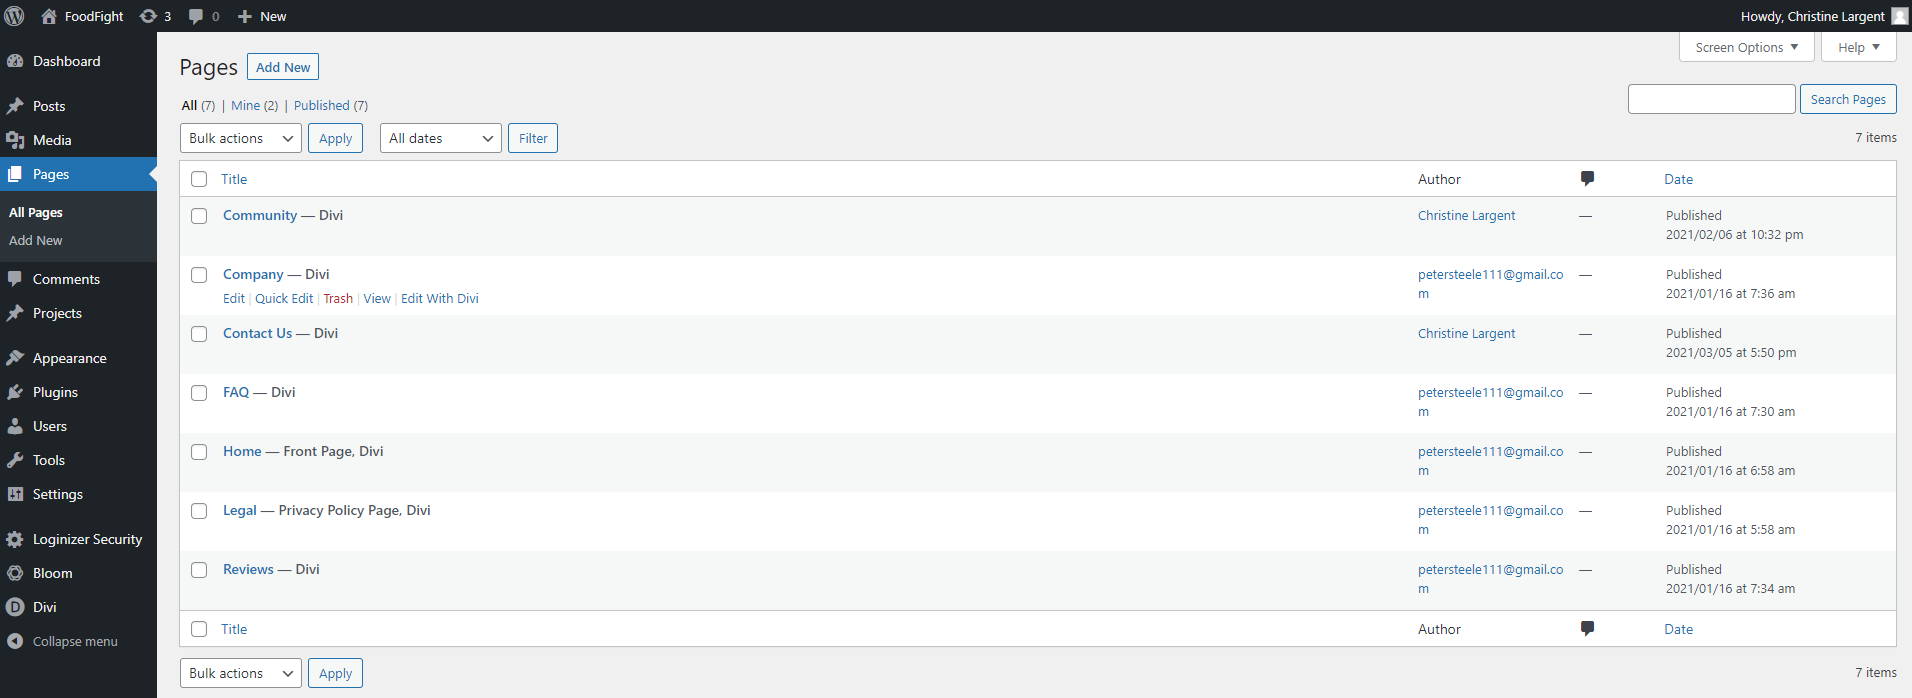 FoodFight 3 0 New Howdy, Christine Largent
Dashboard
Posts
Media
Pages
All Pages
Add New
Comments
Projects
Appearance
Plugins
Users
Tools
Settings
Loginizer Security
Bloom
Divi
Collapse menu
Screen Options Help
Pages Add New
All (7) | Mine (2) | Published (7)
Search Pages
Bulk actions Apply All dates Filter
7 items
Title Author Date
Community — Divi Christine Largent — Published
2021/02/06 at 10:32 pm
Company — Divi petersteele111@gmail.co — Published
Edit | Quick Edit | Trash | View | Edit With Divi m 2021/01/16 at 7:36 am
Contact Us — Divi Christine Largent — Published
2021/03/05 at 5:50 pm
FAQ — Divi petersteele111@gmail.co — Published
m 2021/01/16 at 7:30 am
Home — Front Page, Divi petersteele111@gmail.co — Published
m 2021/01/16 at 6:58 am
Legal — Privacy Policy Page, Divi petersteele111@gmail.co — Published
m 2021/01/16 at 5:58 am
Reviews — Divi petersteele111@gmail.co — Published
m 2021/01/16 at 7:34 am
Title Author Date
Bulk actions Apply 7 items